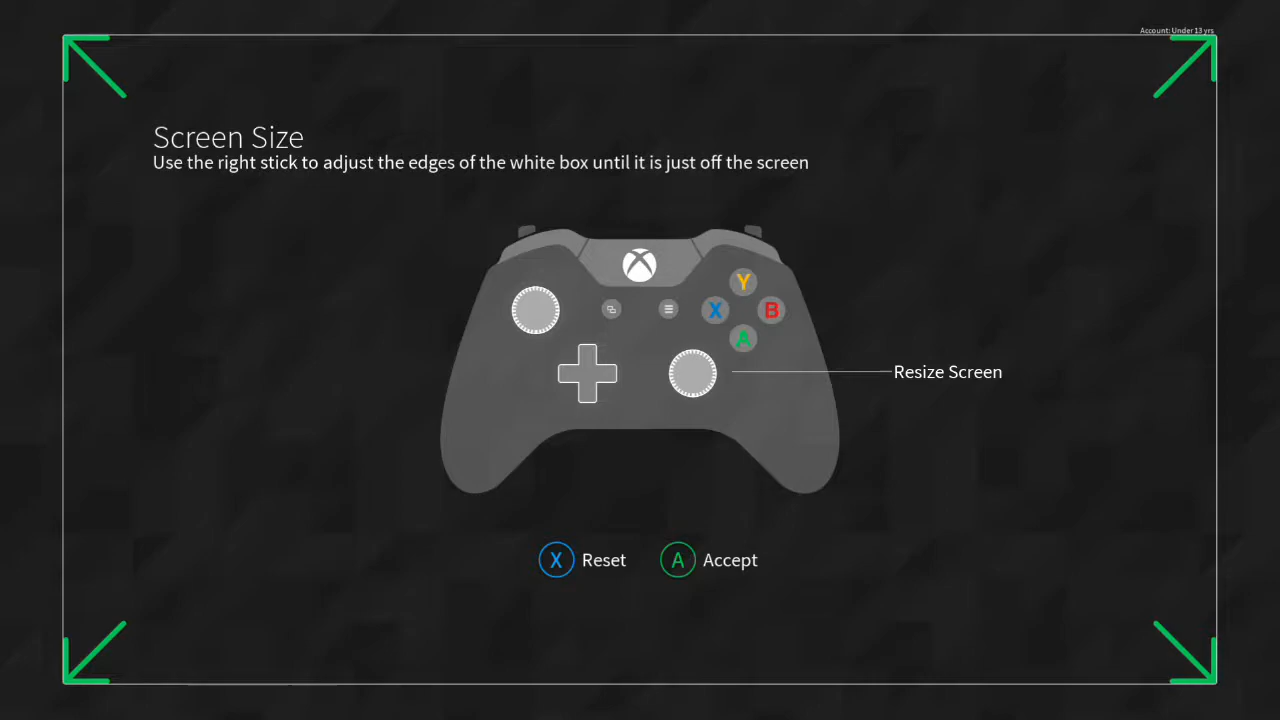 Account: Under 13 yrs
Screen Size
Use the right stick to adjust the edges of the white box until it is just off the screen
Y
X B
A
Resize Screen
X Reset A Accept